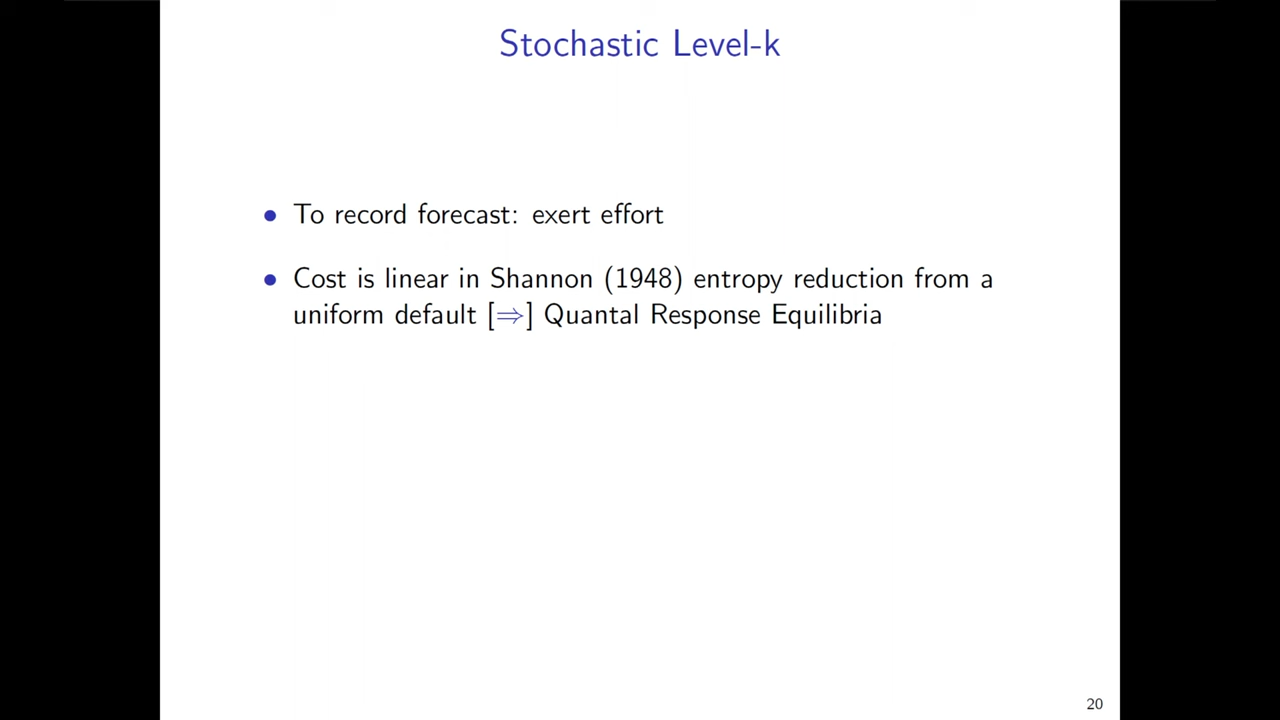 Stochastic Level-k
• To record forecast: exert effort
• Cost is linear in Shannon (1948) entropy reduction from a
uniform default [⇒] Quantal Response Equilibria
20